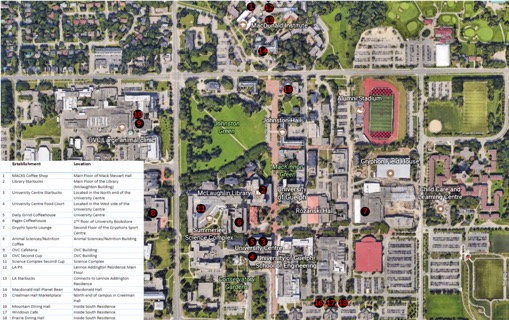 MacDonald Institute
OVC Large animal clinic
Johnston
Green
Johnston Hall
Alumni Stadium
Gryphon Field House
Child Care and
Learning Centre
McLaughlin Library
University
of Guelph
Rozanski Hall
Summerlee
Science Complex
University Centre
University of Guelph
School of Engineering
Establishment Location
1 MACKS Coffee Shop Main Floor of Mack Stewart Hall
2 Library Starbucks Main Floor of the Library
(McLaughlin Building)
3 University Centre Starbucks Located in the North end of the
University Centre
4 University Centre Food Court Located in the West side of the
University Centre
5 Daily Grind Coffeehouse University Centre
6 Pages Coffeehouse 2nd floor of University Bookstore
7 Gryphs Sports Lounge Second Floor of the Gryphons Sport
Centre
8 Animal Sciences/Nutrition
Coffee Animal Sciences/Nutrition Building
9 OVC Cafeteria OVC Building
10 OVC Second Cup OVC Building
11 Science Complex Second Cup Science Complex
12 LA Pit Lennox Addington Residence Main
Floor
13 LA Starbucks Connects to Lennox Addington
Residence
14 Macdonald Hall Planet Bean Macdonald Hall
15 Creelman Hall Marketplace North end of campus in Creelman
Hall
16 Mountain Dining Hall Inside South Residence
17 Windows Cafe Inside South Residence
18 Prairie Dining Hall Inside South Residence